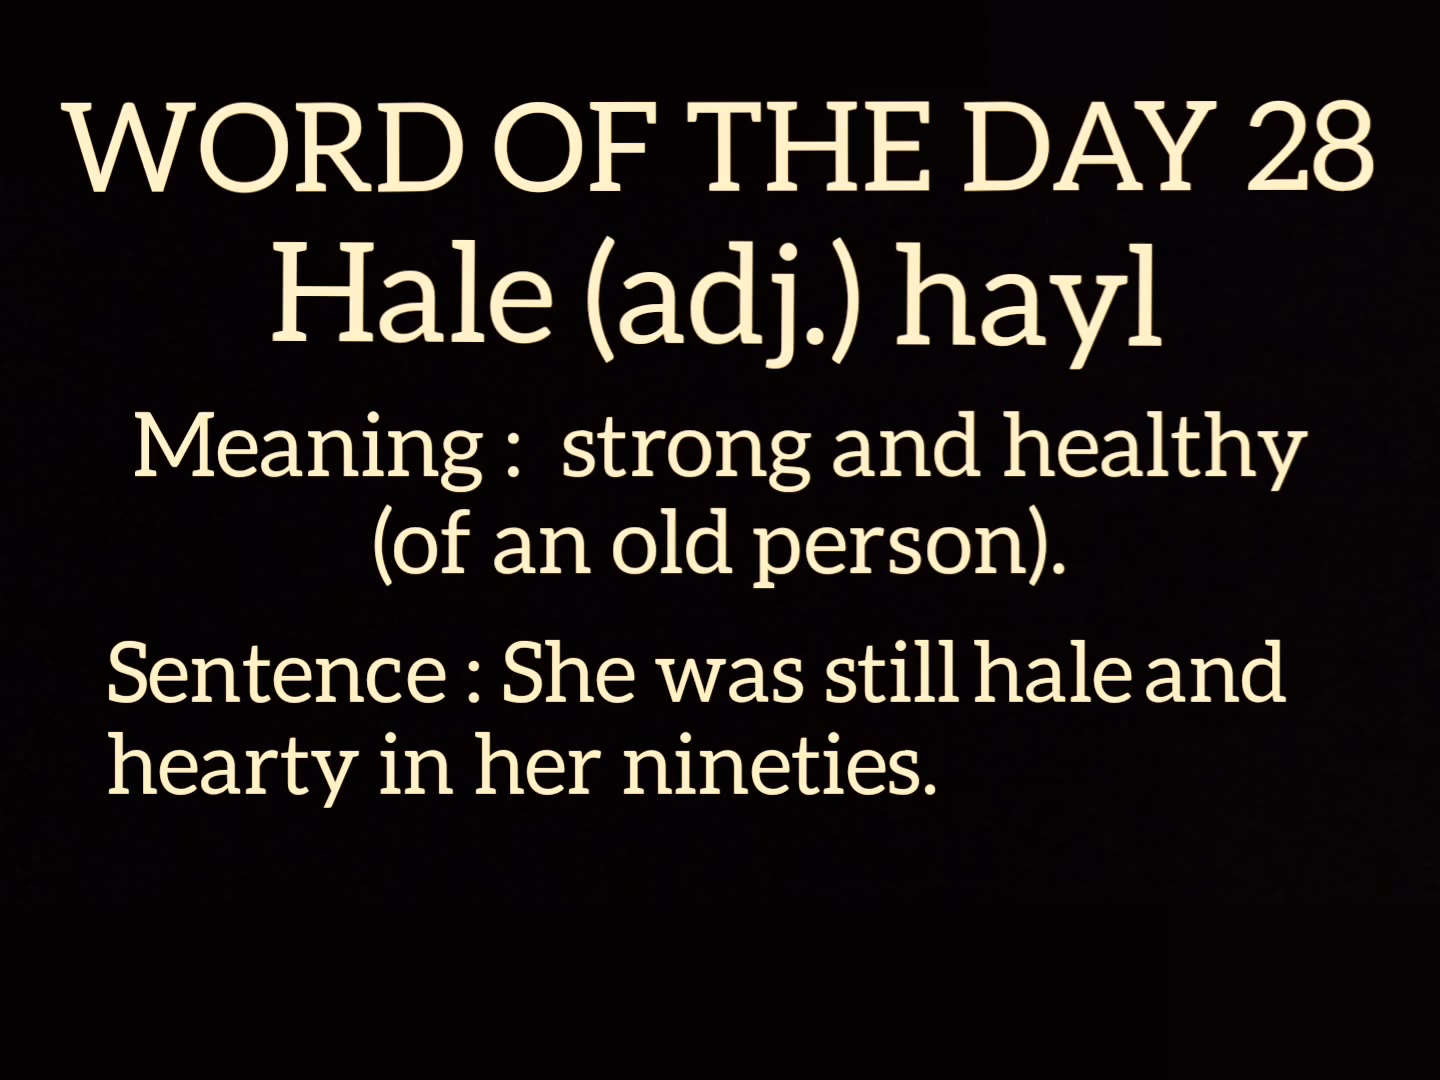 WORD OF THE DAY 28
Hale (adj.) hayl
Meaning :  strong and healthy
(of an old person).
Sentence : She was still hale and
hearty in her nineties.